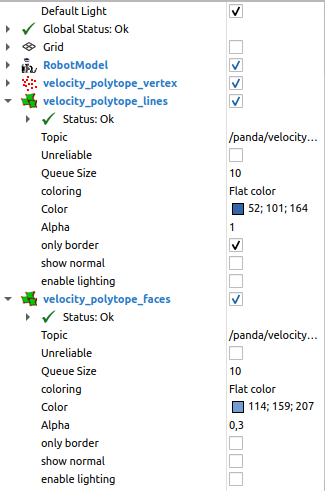 Default Light
Global Status: Ok
Grid
RobotModel
velocity_polytope_vertex
velocity_polytope_lines
Status: Ok
Topic /panda/velocity…
Unreliable
Queue Size 10
coloring Flat color
Color 52; 101; 164
Alpha 1
only border
show normal
enable lighting
velocity_polytope_faces
Status: Ok
Topic /panda/velocity…
Unreliable
Queue Size 10
coloring Flat color
Color 114; 159; 207
Alpha 0,3
only border
show normal
enable lighting